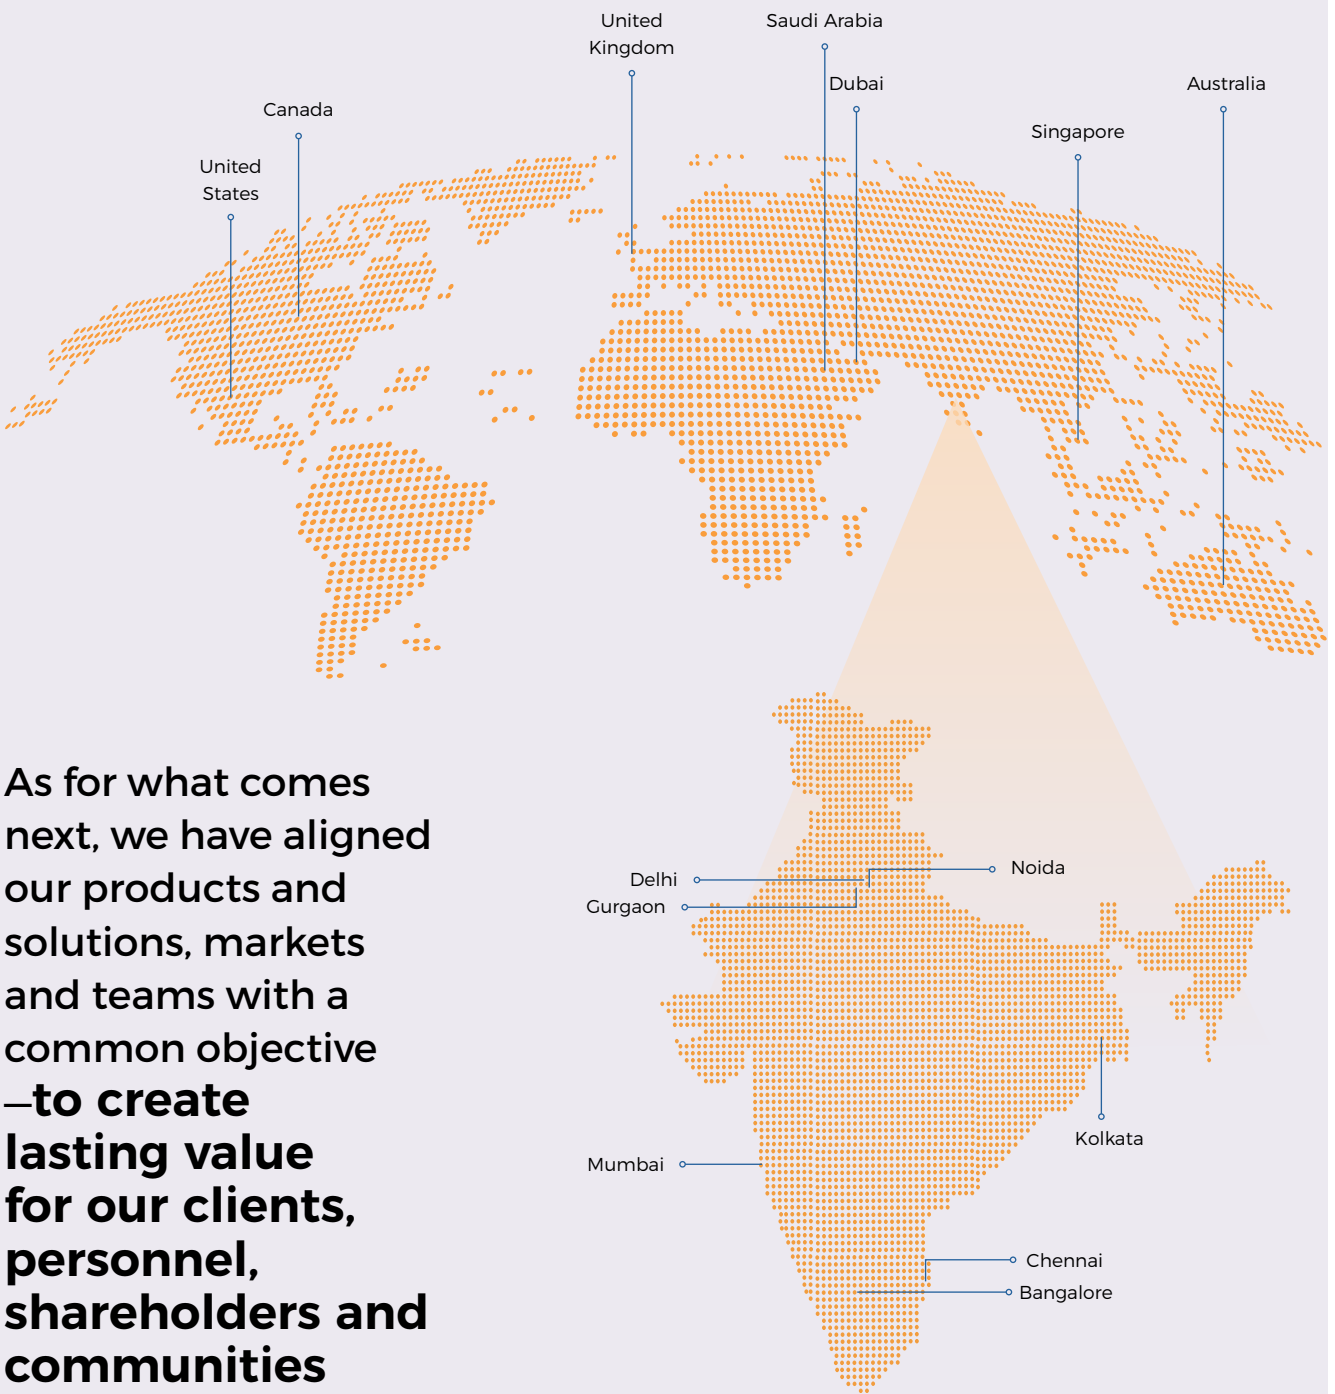 United
Kingdom
Saudi Arabia
Dubai
Australia
Canada
Singapore
United
States
As for what comes
next, we have aligned
our products and
solutions, markets
and teams with a
common objective
—to create
lasting value
for our clients,
personnel,
shareholders and
communities
Noida
Delhi
Gurgaon
Kolkata
Mumbai
Chennai
Bangalore